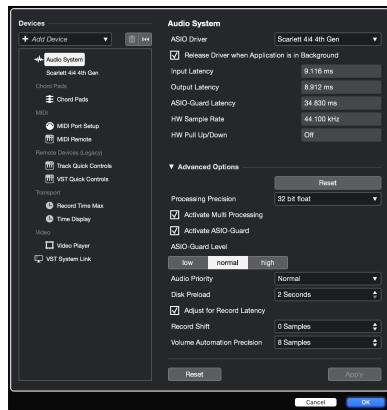 Devices
+ Add Device
Audio System
Scarlett 4i4 4th Gen
Chord Pads
Chord Pads
MIDI
MIDI Port Setup
MIDI Remote
Remote Devices (Legacy)
Track Quick Controls
VST Quick Controls
Transport
Record Time Max
Time Display
Video
Video Player
VST System Link
Audio System
ASIO Driver Scarlett 4i4 4th Gen
Release Driver when Application is in Background
Input Latency 9.116 ms
Output Latency 8.912 ms
ASIO-Guard Latency 34.830 ms
HW Sample Rate 44.100 kHz
HW Pull Up/Down Off
Advanced Options
Reset
Processing Precision 32 bit float
Activate Multi Processing
Activate ASIO-Guard
ASIO-Guard Level
low normal high
Audio Priority Normal
Disk Preload 2 Seconds
Adjust for Record Latency
Record Shift 0 Samples
Volume Automation Precision 8 Samples
Reset Apply
Cancel OK